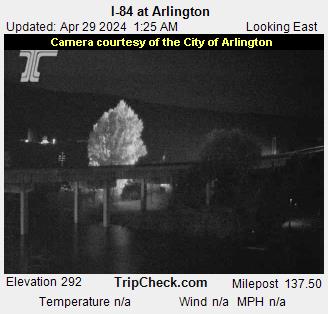 I-84 at Arlington
Updated: Apr 29 2024 1:25 AM Looking East
Camera courtesy of the City of Arlington
Elevation 292 TripCheck.com Milepost 137.50
Temperature n/a Wind n/a MPH n/a